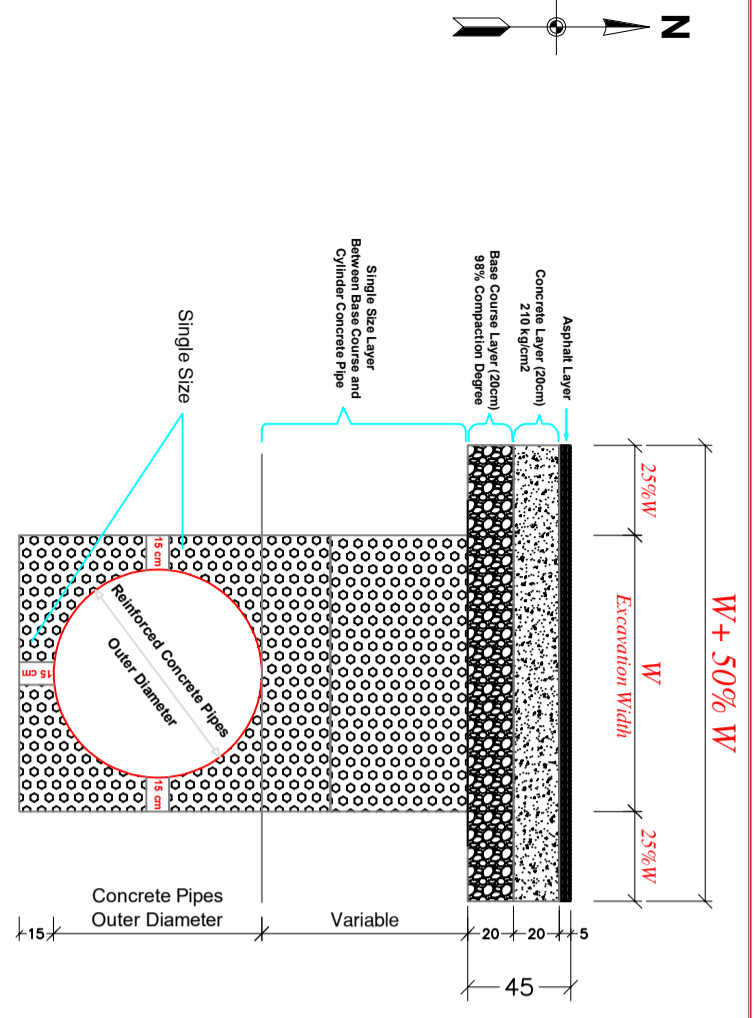 N
W+ 50% W
25%W
W
Excavation Width
25%W
Asphalt Layer
Concrete Layer (20cm)
210 kg/cm2
Base Course Layer (20cm)
98% Compaction Degree
Single Size Layer
Between Base Course and
Cylinder Concrete Pipe
Single Size
15 cm
Reinforced Concrete Pipes
Outer Diameter
15 cm
15 cm
5
20
20
45
Variable
Concrete Pipes
Outer Diameter
15